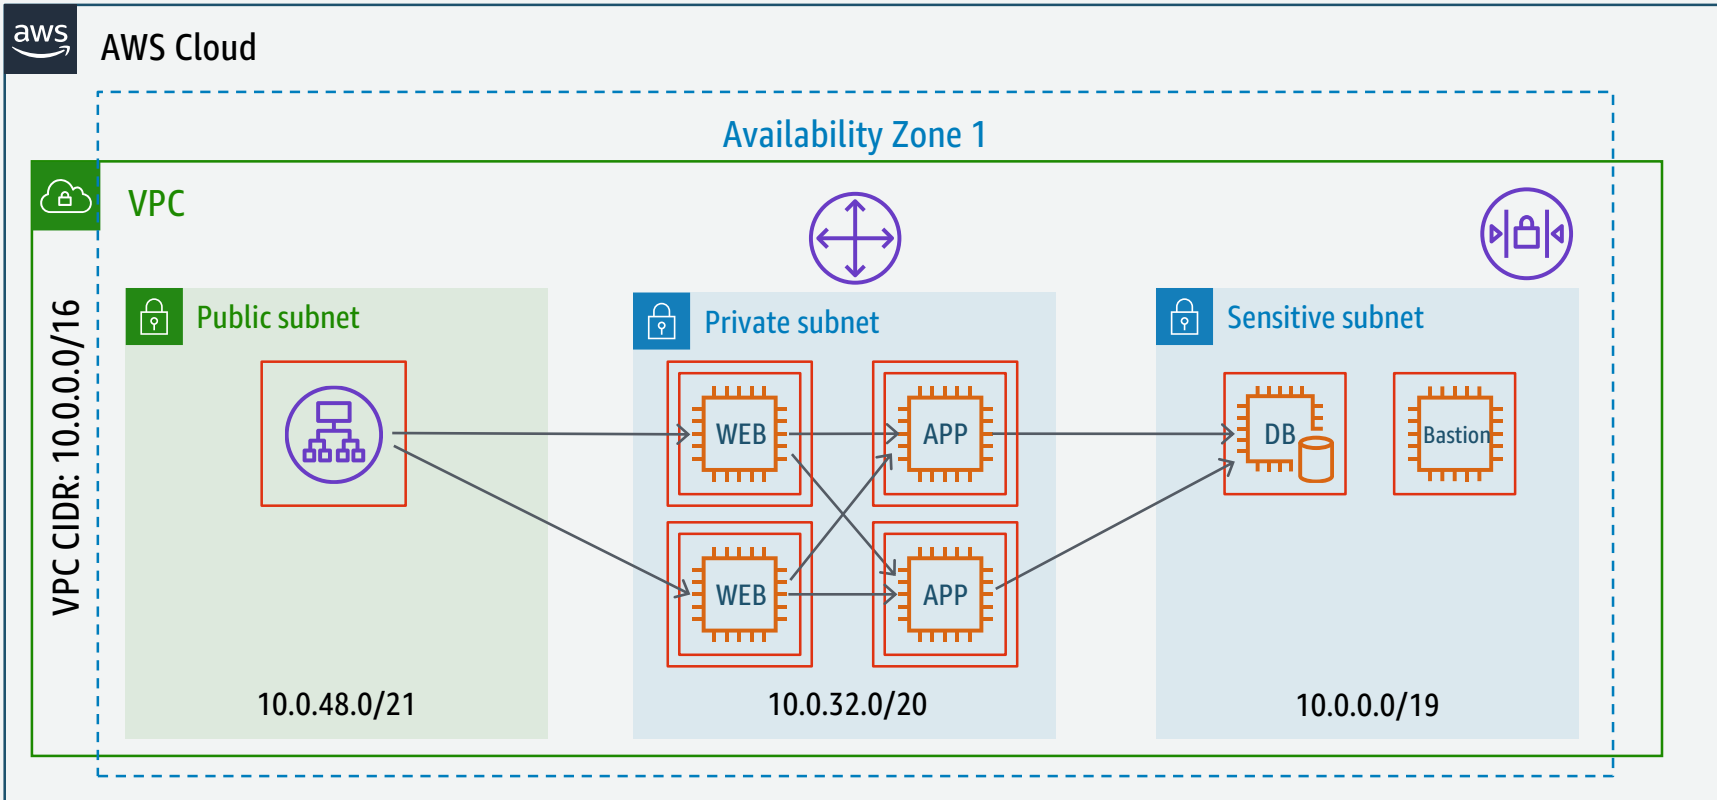 aws
AWS Cloud
Availability Zone 1
VPC
VPC CIDR: 10.0.0.0/16
Public subnet
Private subnet
Sensitive subnet
WEB
APP
DB
Bastion
WEB
APP
10.0.48.0/21
10.0.32.0/20
10.0.0.0/19